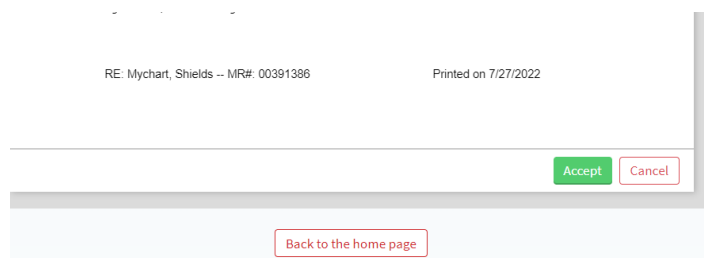 RE: Mychart, Shields -- MR#: 00391386 Printed on 7/27/2022
Accept Cancel
Back to the home page